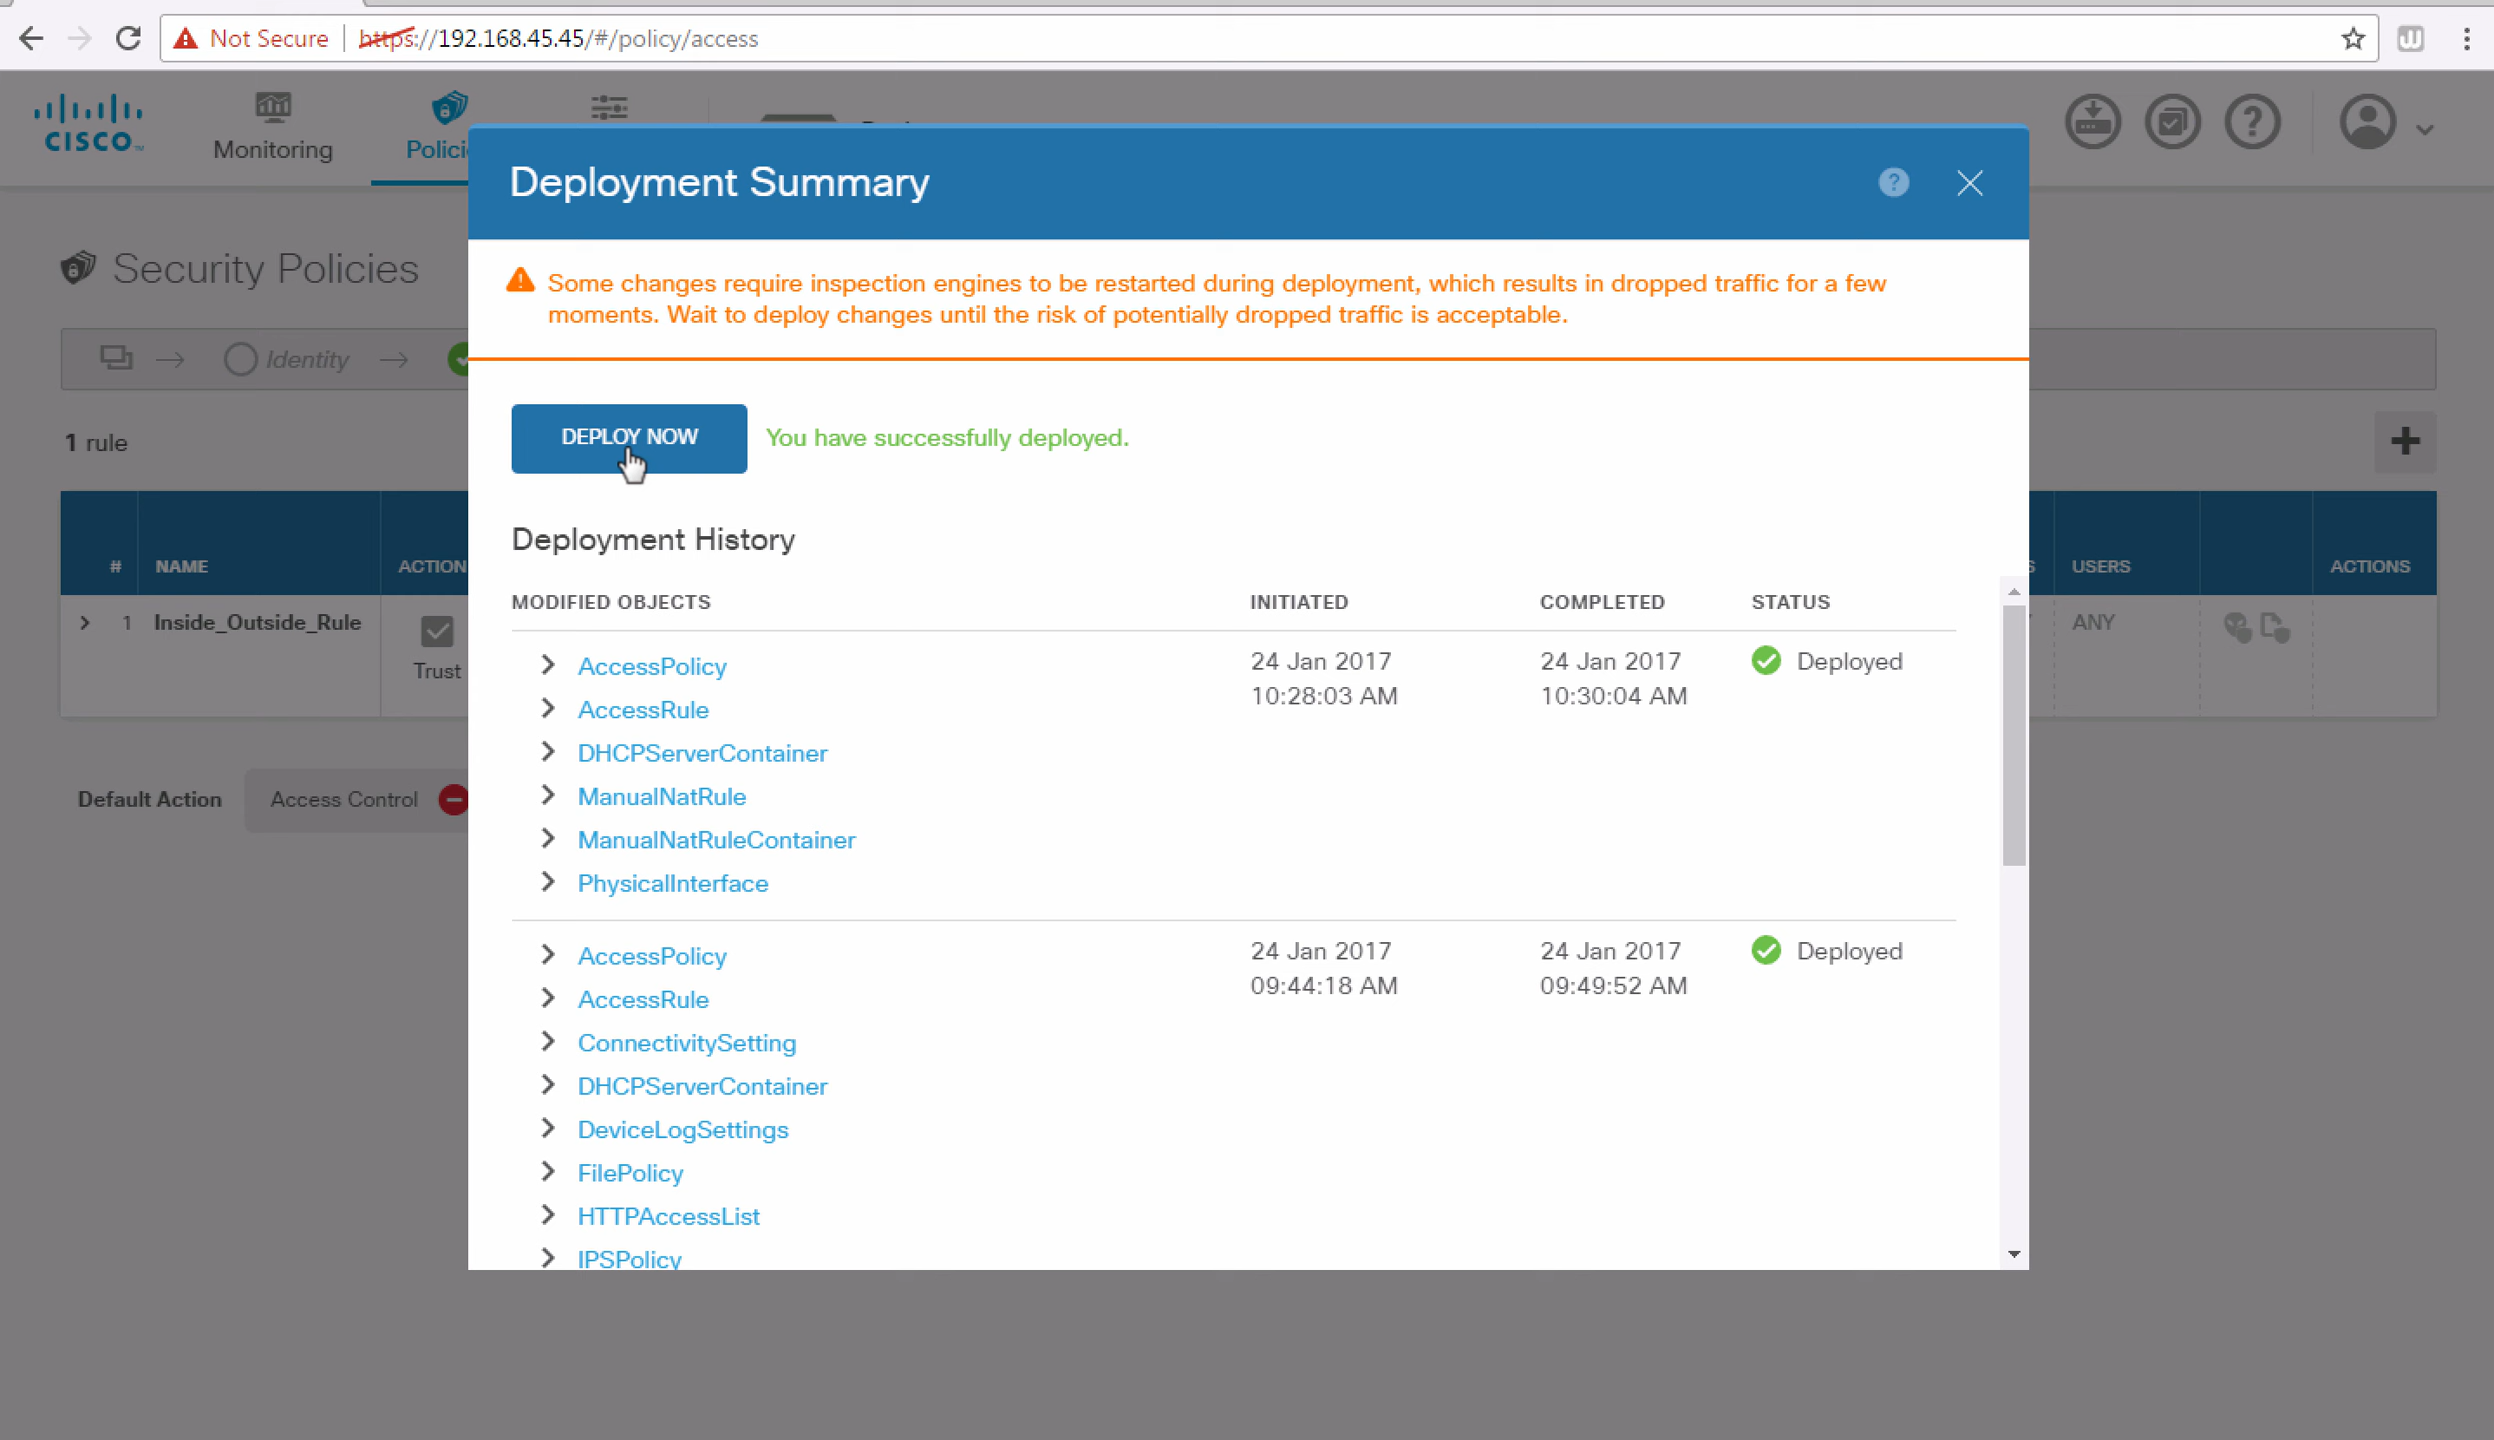 Not Secure https://192.168.45.45/#/policy/access
CISCO
Monitoring
Polici
Deployment Summary
?
?
Security Policies
Some changes require inspection engines to be restarted during deployment, which results in dropped traffic for a few
moments. Wait to deploy changes until the risk of potentially dropped traffic is acceptable.
Identity
DEPLOY NOW You have successfully deployed.
1 rule
Deployment History
# NAME ACTION
USERS ACTIONS
MODIFIED OBJECTS INITIATED COMPLETED STATUS
1 Inside_Outside_Rule Trust
ANY
AccessPolicy 24 Jan 2017 24 Jan 2017 Deployed
10:28:03 AM 10:30:04 AM
AccessRule
DHCPServerContainer
ManualNatRule
ManualNatRuleContainer
PhysicalInterface
Default Action Access Control
AccessPolicy 24 Jan 2017 24 Jan 2017 Deployed
09:44:18 AM 09:49:52 AM
AccessRule
ConnectivitySetting
DHCPServerContainer
DeviceLogSettings
FilePolicy
HTTPAccessList
IPSPolicy